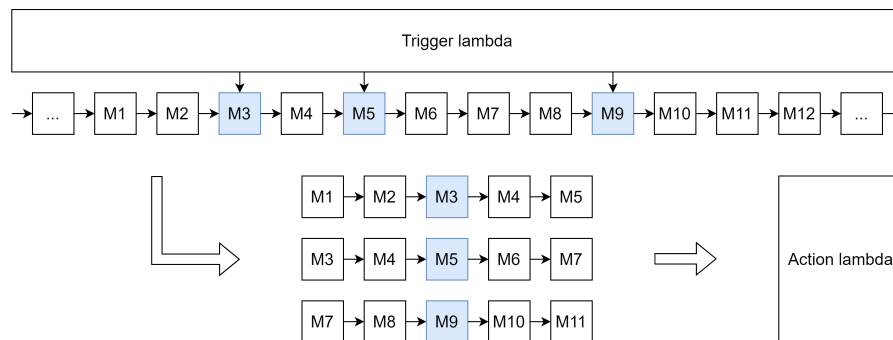 Trigger lambda
... M1 M2 M3 M4 M5 M6 M7 M8 M9 M10 M11 M12 ...
M1 M2 M3 M4 M5
M3 M4 M5 M6 M7
Action lambda
M7 M8 M9 M10 M11